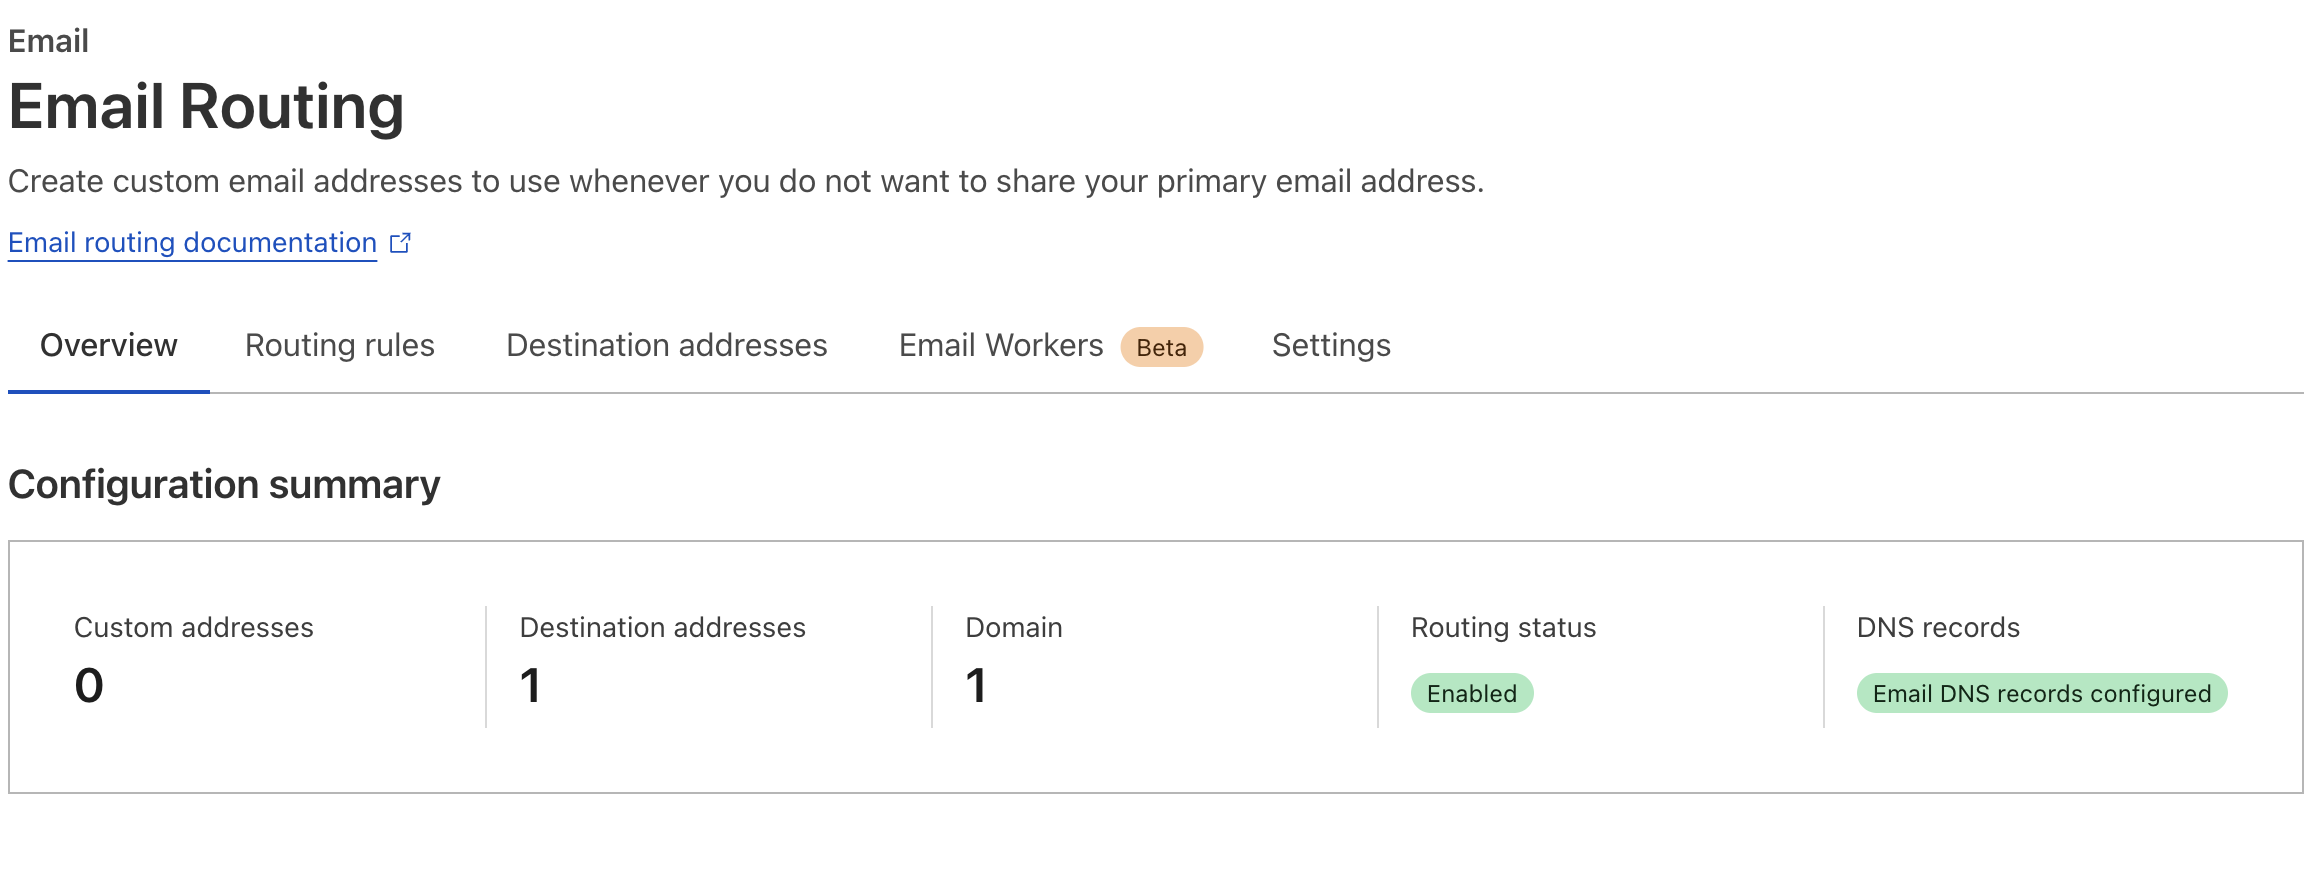 Email
Email Routing
Create custom email addresses to use whenever you do not want to share your primary email address.
Email routing documentation
Overview Routing rules Destination addresses Email Workers Beta Settings
Configuration summary
Custom addresses Destination addresses Domain Routing status DNS records
0 1 1 Enabled Email DNS records configured